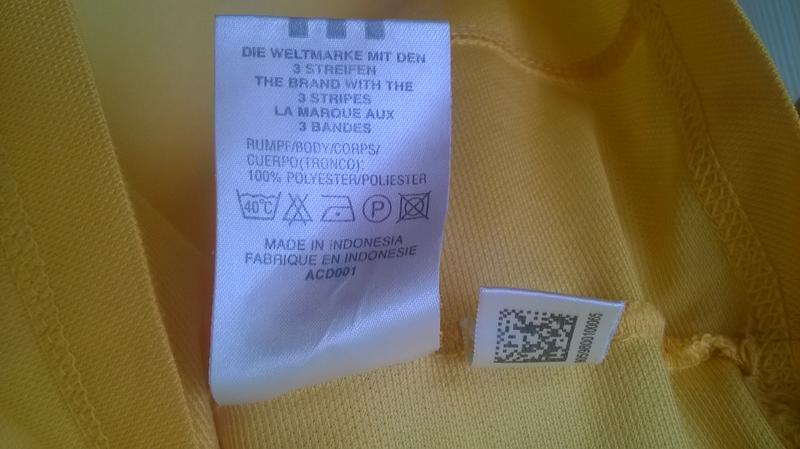 DIE WELTMARKE MIT DEN
3 STREIFEN
THE BRAND WITH THE
3 STRIPES
LA MARQUE AUX
3 BANDES
RUMPF/BODY/CORPS/
CUERPO(TRONCO):
100% POLYESTER/POLIESTER
40°C P
MADE IN INDONESIA
FABRIQUE EN INDONESIE
ACD001